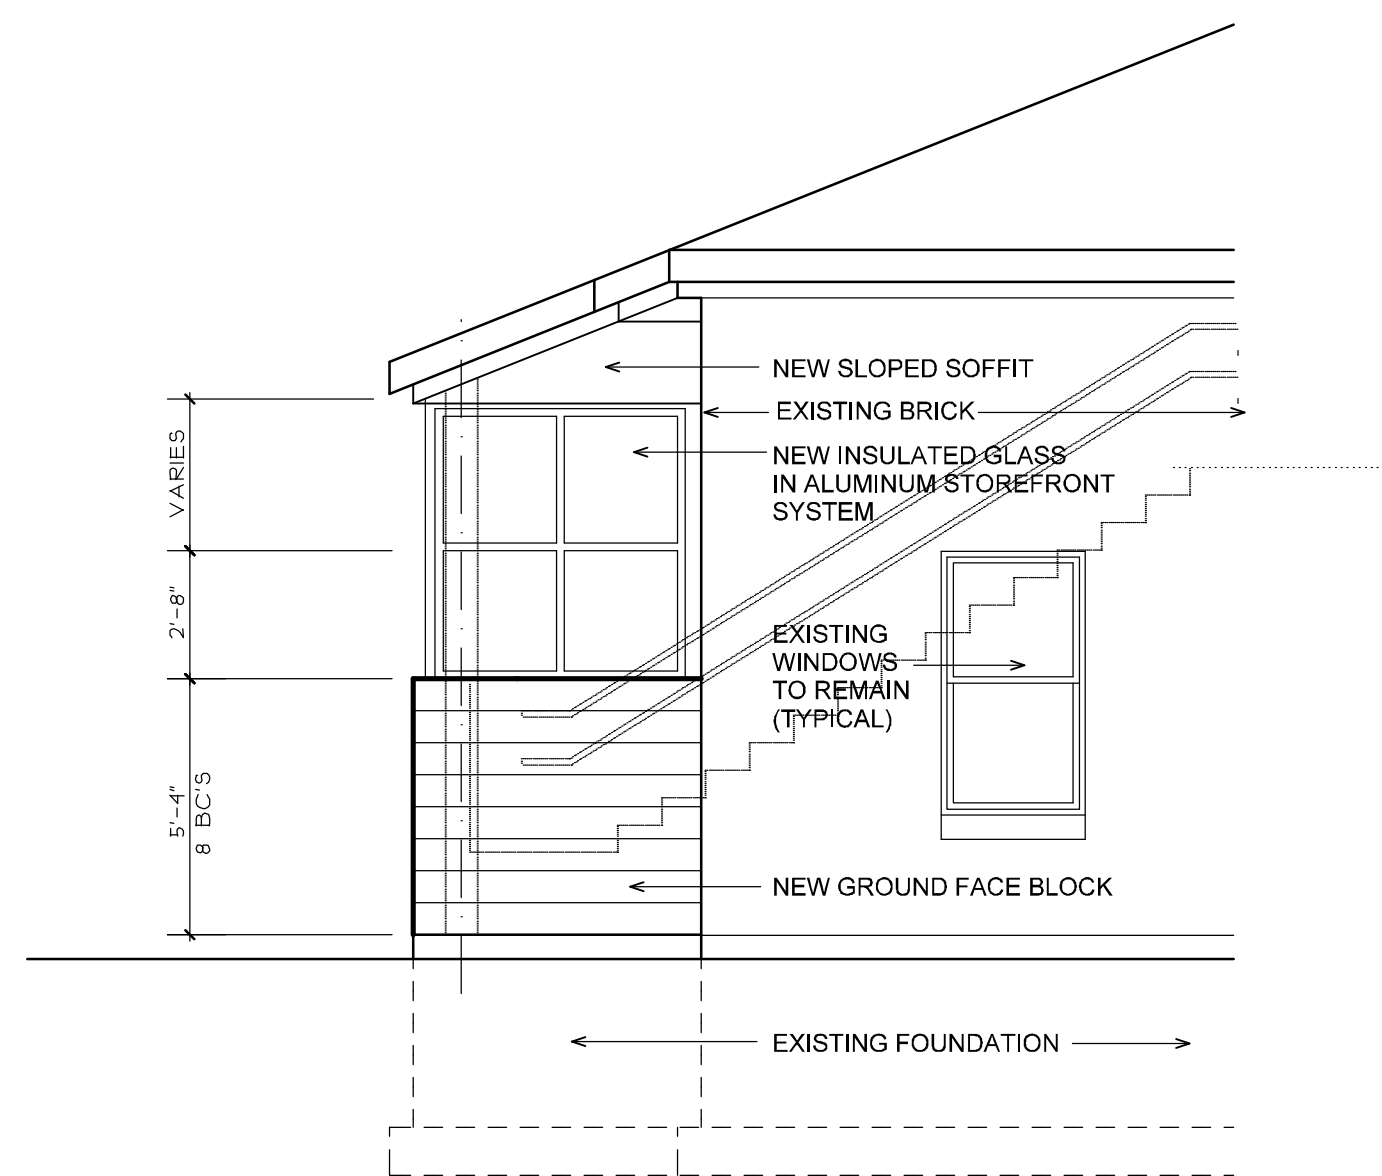 NEW SLOPED SOFFIT
EXISTING BRICK
NEW INSULATED GLASS
IN ALUMINUM STOREFRONT
SYSTEM
VARIES
2'-8"
EXISTING
WINDOWS
TO REMAIN
(TYPICAL)
5'-4"
8 BC'S
NEW GROUND FACE BLOCK
EXISTING FOUNDATION